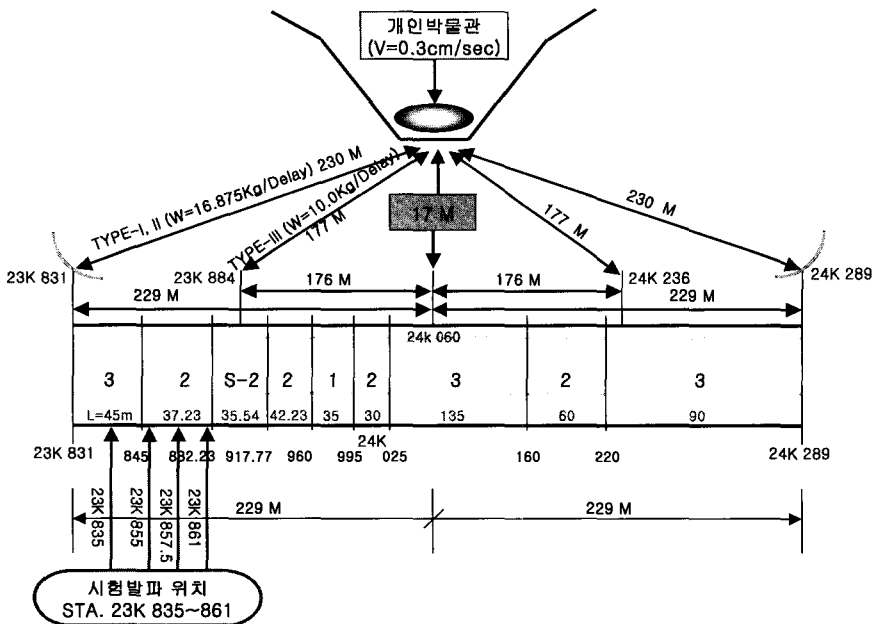 개인박물관
(V=0.3cm/sec)
TYPE-I, II (W=16.875Kg/Delay) 230 M
TYPE-III (W=10.0Kg/Delay)
177 M
17 M
177 M
230 M
23K 831
23K 884
24K 236
24K 289
229 M
176 M
176 M
229 M
24k 060
3
2
S-2
2
1
2
3
2
3
L=45m
37.23
35.54
42.23
35
30
135
60
90
23K 831
845
882.23
917.77
960
995
24K
025
160
220
24K 289
23K 835
23K 855
23K 857.5
23K 861
229 M
229 M
시험발파 위치
STA. 23K 835~861